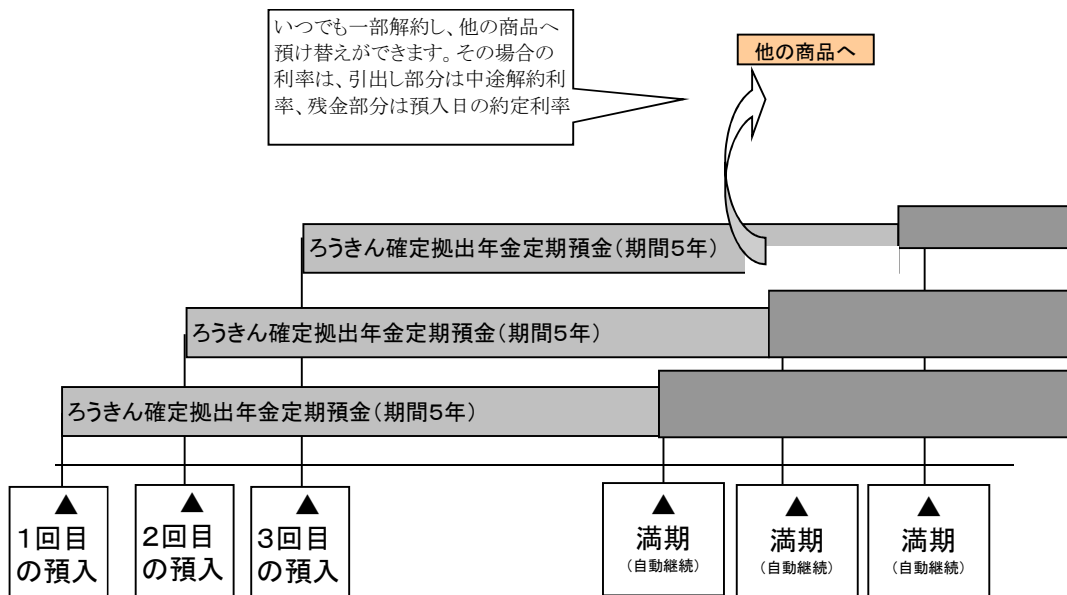 いつでも一部解約し、他の商品へ
預け替えができます。その場合の
利率は、引出し部分は中途解約利
率、残金部分は預入日の約定利率
他の商品へ
ろうきん確定拠出年金定期預金(期間5年)
ろうきん確定拠出年金定期預金(期間5年)
ろうきん確定拠出年金定期預金(期間5年)
▲
1回目
の預入
▲
2回目
の預入
▲
3回目
の預入
▲
満期
(自動継続)
▲
満期
(自動継続)
▲
満期
(自動継続)